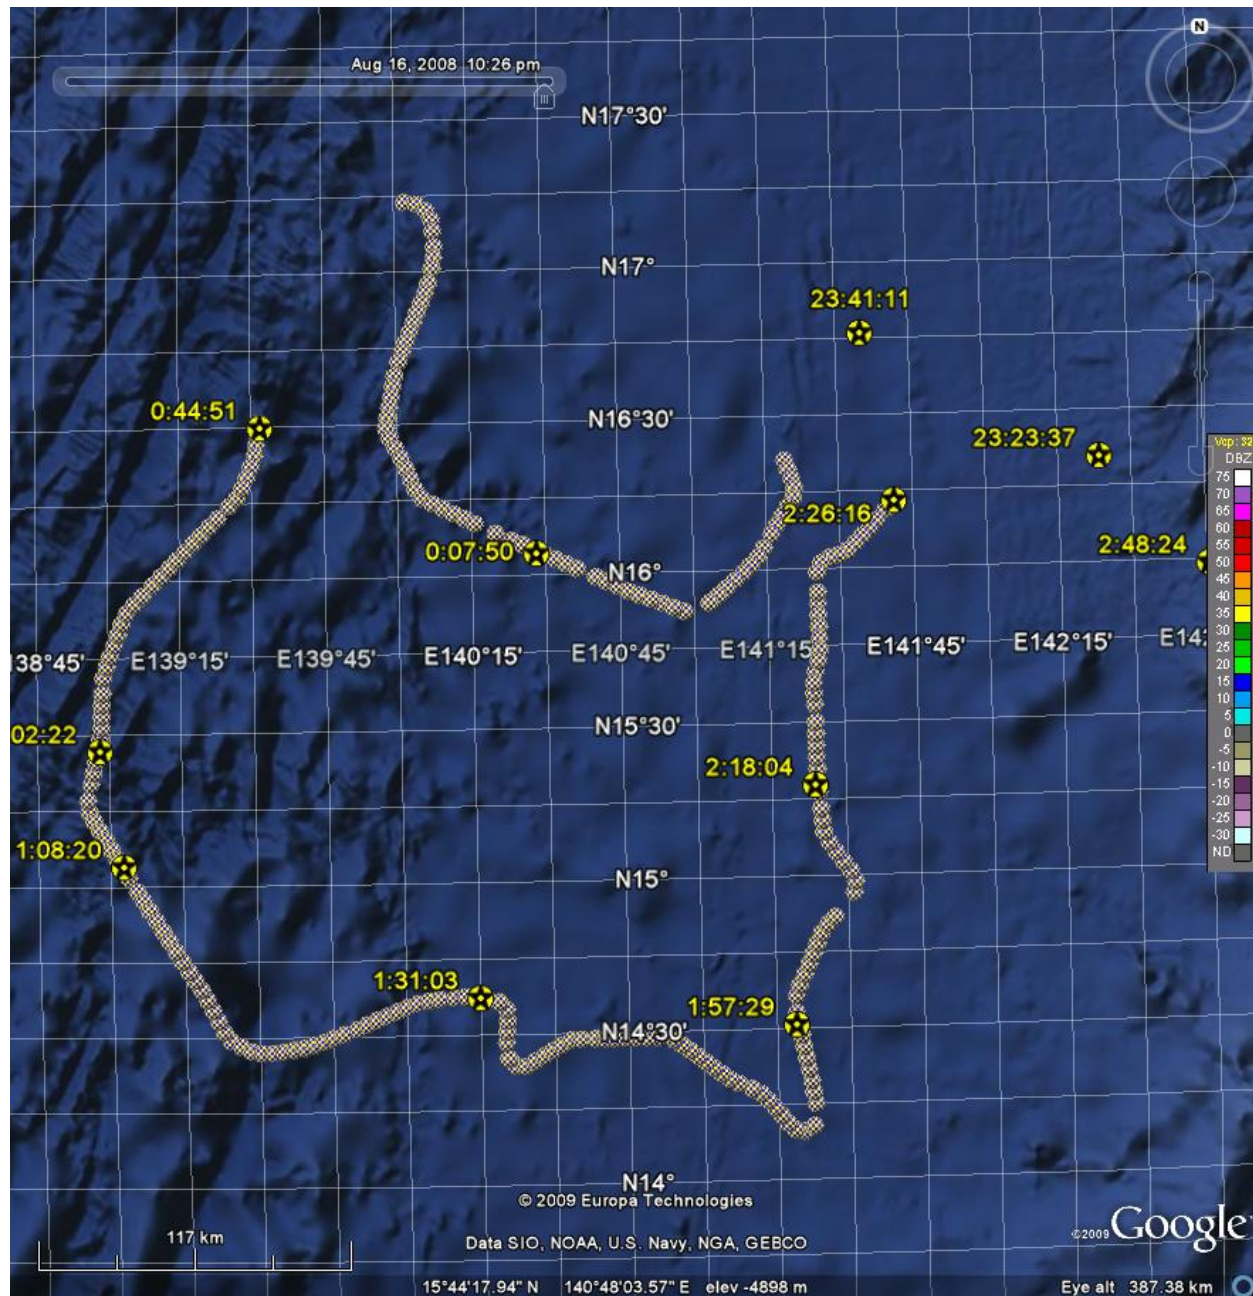 N
Aug 16, 2008 10:26 pm
N17°30'
N17°
23:41:11
0:44:51
N16°30'
23:23:37
Vcp: 32
DBZ
75
70
65
60
55
50
45
40
35
30
25
20
15
10
5
0
-5
-10
-15
-20
-25
-30
ND
2:26:16
0:07:50
2:48:24
N16°
138°45'
E139°15'
E139°45'
E140°15'
E140°45'
E141°15'
E141°45'
E142°15'
E142
N15°30'
02:22
2:18:04
1:08:20
N15°
1:31:03
1:57:29
N14°30'
N14°
© 2009 Europa Technologies
117 km
Data SIO, NOAA, U.S. Navy, NGA, GEBCO
©2009 Google
15°44'17.94" N 140°48'03.57" E elev -4898 m
Eye alt 387.38 km